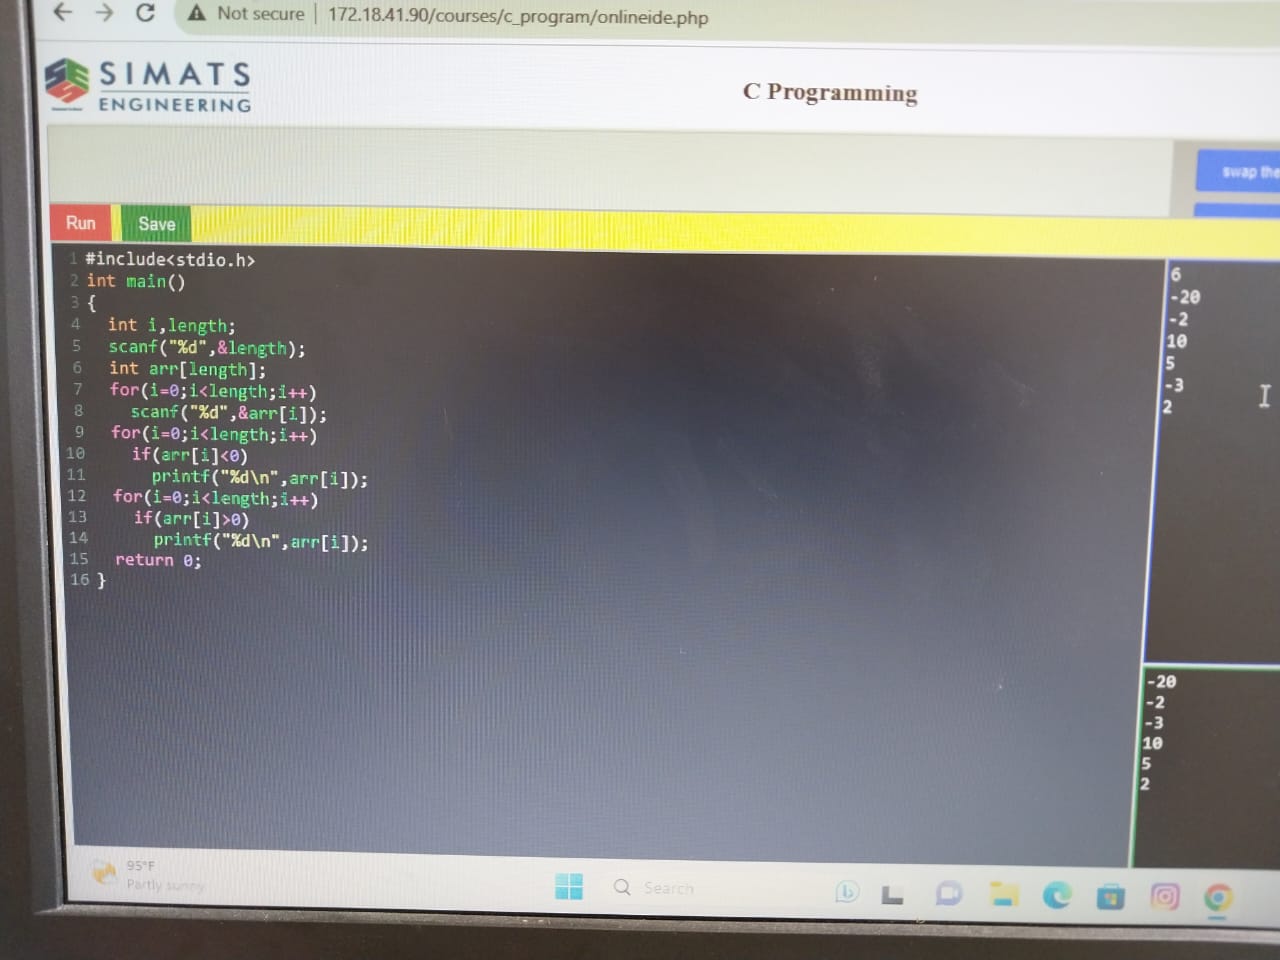 Not secure 172.18.41.90/courses/c_program/onlineide.php
SIMATS
ENGINEERING
C Programming
swap the
Run Save
1 #include<stdio.h>
2 int main()
3 {
4 int i,length;
5 scanf("%d",&length);
6 int arr[length];
7 for(i=0;i<length;i++)
8 scanf("%d",&arr[i]);
9 for(i=0;i<length;i++)
10 if(arr[i]<0)
11 printf("%d\n",arr[i]);
12 for(i=0;i<length;i++)
13 if(arr[i]>0)
14 printf("%d\n",arr[i]);
15 return 0;
16 }
6
-20
-2
10
5
-3
2
-20
-2
-3
10
5
2
95°F
Partly sunny
Search